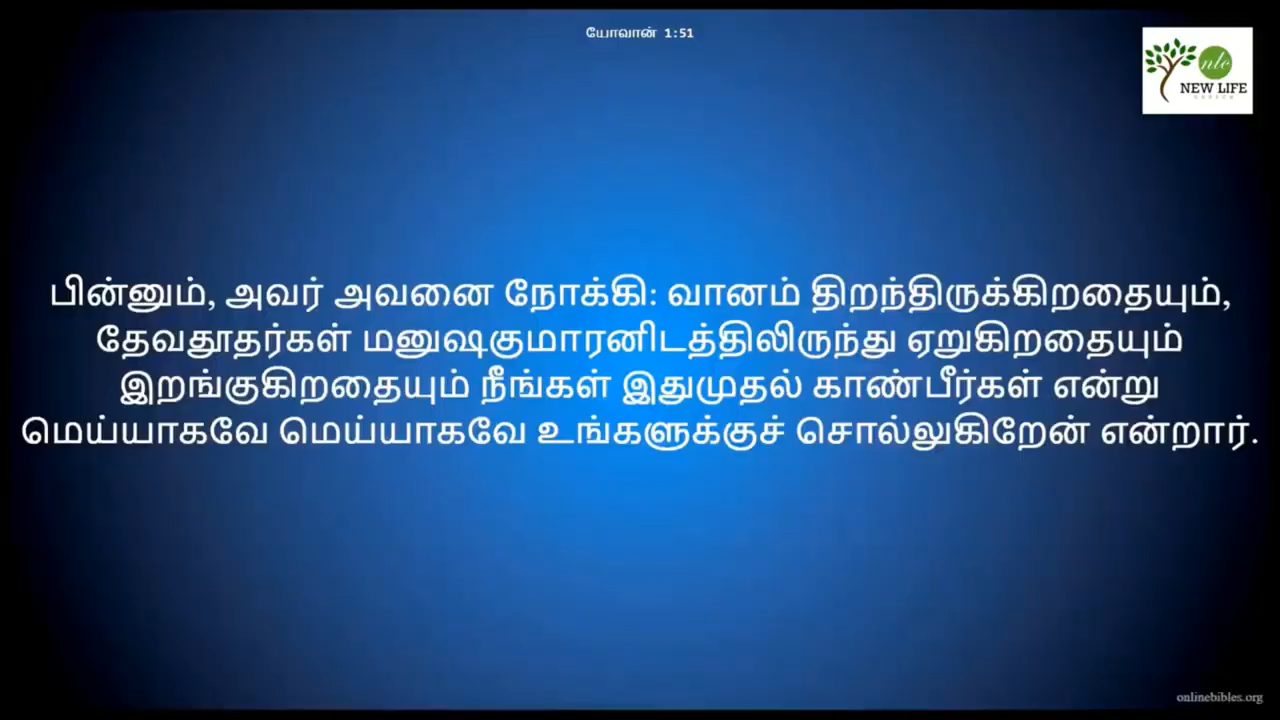 யோவான் 1:51
nlc
NEW LIFE
CHURCH
பின்னும், அவர் அவனை நோக்கி: வானம் திறந்திருக்கிறதையும்,
தேவதூதர்கள் மனுஷகுமாரனிடத்திலிருந்து ஏறுகிறதையும்
இறங்குகிறதையும் நீங்கள் இதுமுதல் காண்பீர்கள் என்று
மெய்யாகவே மெய்யாகவே உங்களுக்குச் சொல்லுகிறேன் என்றார்.
onlinebibles.org